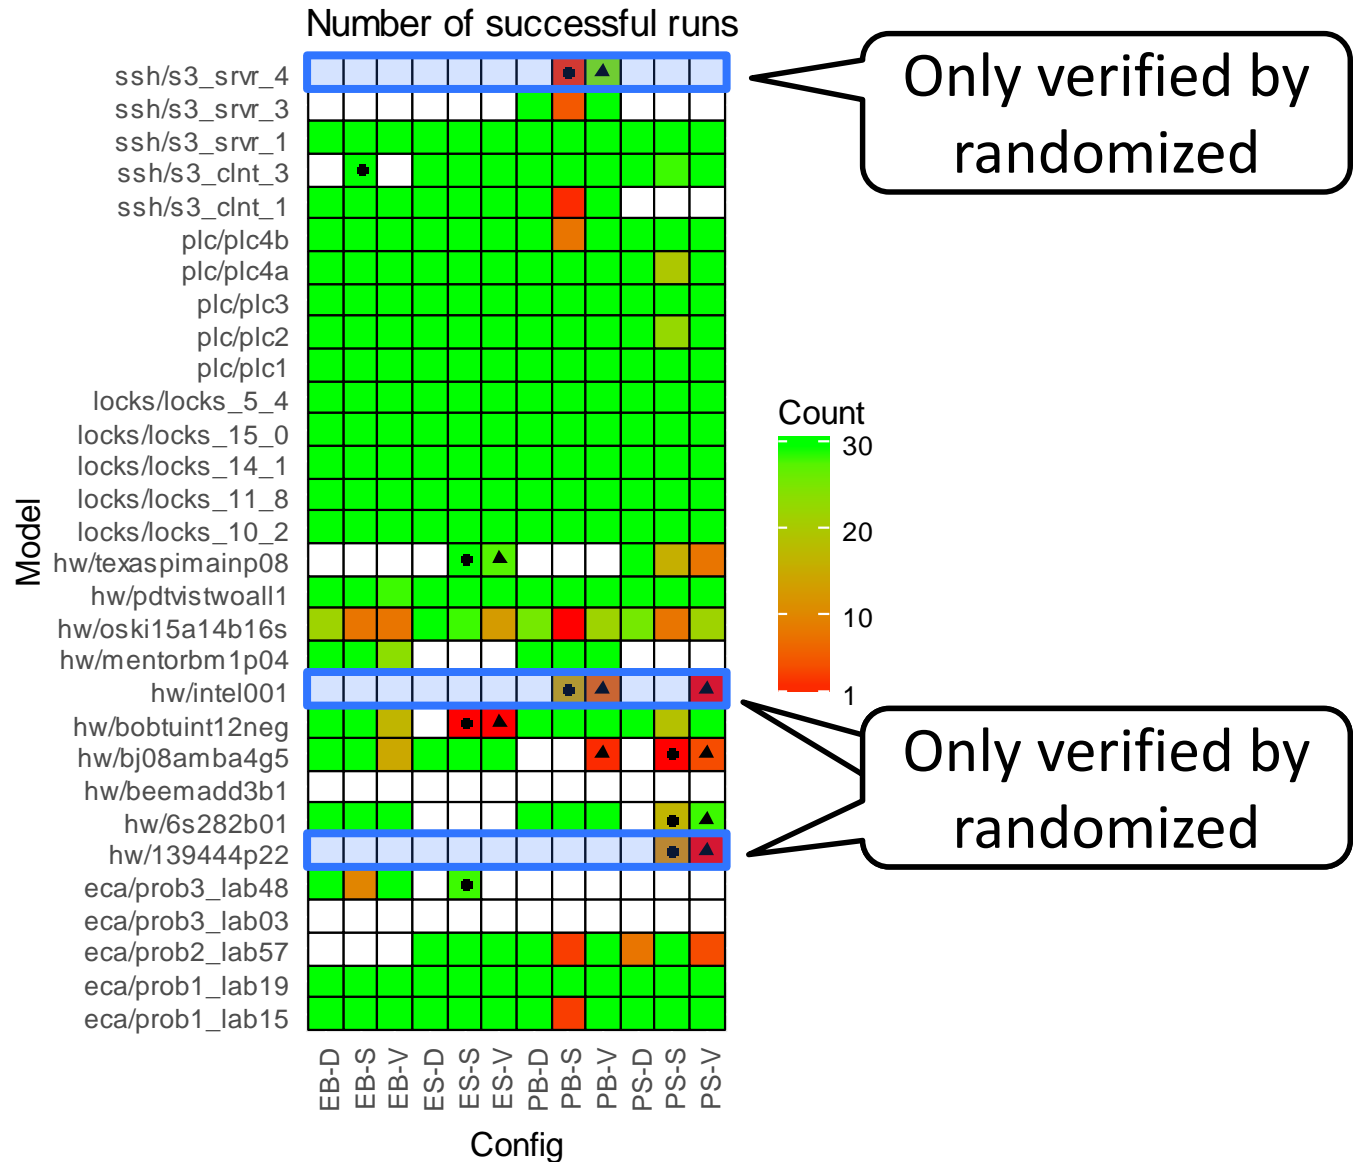 Number of successful runs
ssh/s3_srvr_4
ssh/s3_srvr_3
ssh/s3_srvr_1
ssh/s3_clnt_3
ssh/s3_clnt_1
plc/plc4b
plc/plc4a
plc/plc3
plc/plc2
plc/plc1
locks/locks_5_4
locks/locks_15_0
locks/locks_14_1
locks/locks_11_8
locks/locks_10_2
hw/texaspimainp08
hw/pdtvistwoall1
hw/oski15a14b16s
hw/mentorbm1p04
hw/intel001
hw/bobtuint12neg
hw/bj08amba4g5
hw/beemadd3b1
hw/6s282b01
hw/139444p22
eca/prob3_lab48
eca/prob3_lab03
eca/prob2_lab57
eca/prob1_lab19
eca/prob1_lab15
Model
EB-D
EB-S
EB-V
ES-D
ES-S
ES-V
PB-D
PB-S
PB-V
PS-D
PS-S
PS-V
Config
Only verified by
randomized
Count
30
20
10
1
Only verified by
randomized